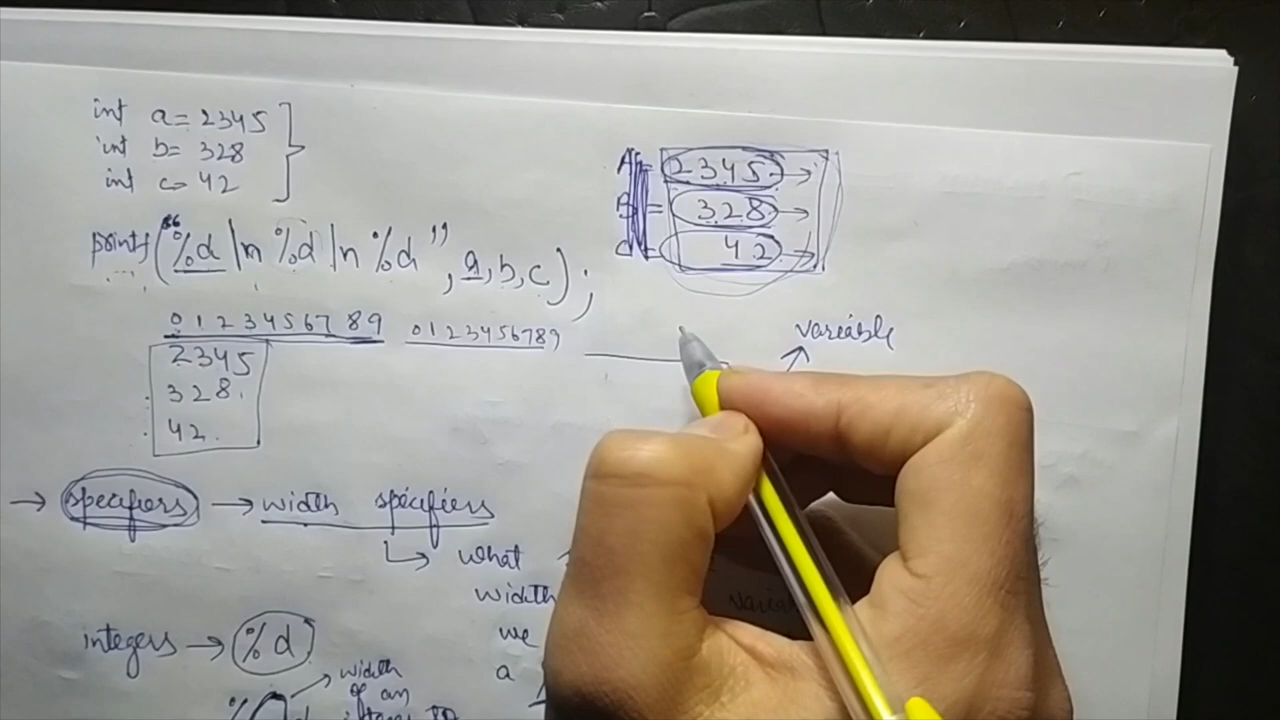 int a= 2345
int b= 328
int c= 42
printf("%d \n %d \n %d", a, b, c);
0 1 2 3 4 5 6 7 8 9 0 1 2 3 4 5 6 7 8 9
2345
328
42
A= 2345 →
B= 328 →
C= 42 →
variable
→ specifiers → width specifiers
↳ what
width
we
a
integers → %d
width
of an